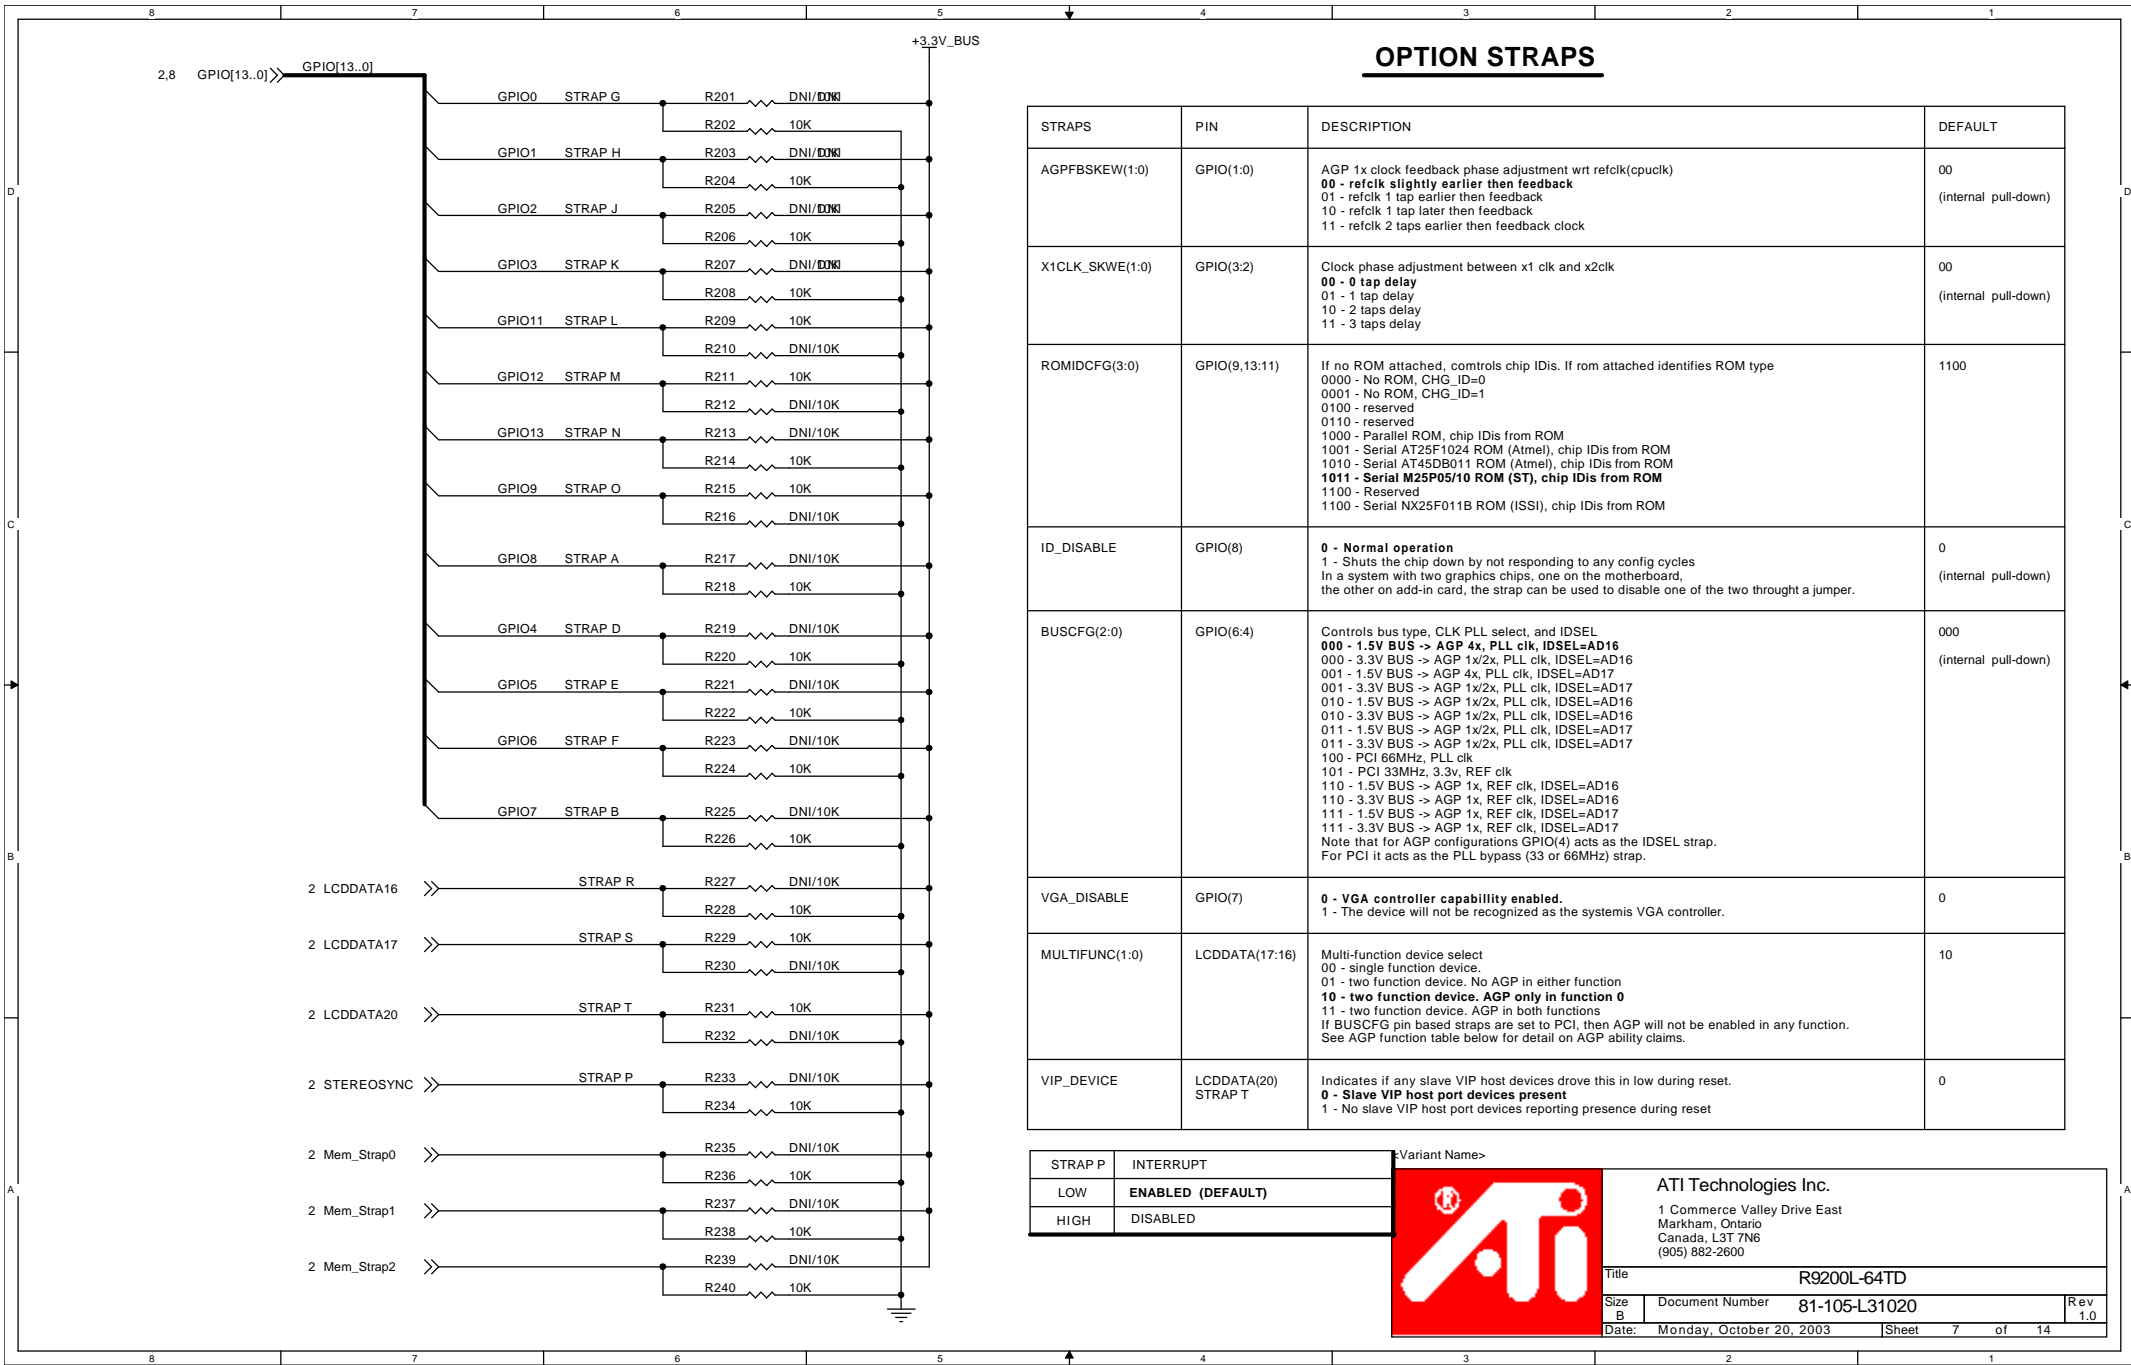 8 7 6 5 4 3 2 1
+3.3V_BUS
OPTION STRAPS
2,8 GPIO[13..0] GPIO[13..0]
GPIO0 STRAP G R201
R202 10K
GPIO1 STRAP H R203
R204 10K
GPIO2 STRAP J R205
R206 10K
GPIO3 STRAP K R207
R208 10K
GPIO11 STRAP L R209 10K
R210 DNI/10K
GPIO12 STRAP M R211 10K
R212 DNI/10K
GPIO13 STRAP N R213 DNI/10K
R214 10K
GPIO9 STRAP O R215 10K
R216 DNI/10K
GPIO8 STRAP A R217 DNI/10K
R218 10K
GPIO4 STRAP D R219 DNI/10K
R220 10K
GPIO5 STRAP E R221 DNI/10K
R222 10K
GPIO6 STRAP F R223 DNI/10K
R224 10K
GPIO7 STRAP B R225 DNI/10K
R226 10K
2 LCDDATA16 STRAP R R227 DNI/10K
R228 10K
2 LCDDATA17 STRAP S R229 10K
R230 DNI/10K
2 LCDDATA20 STRAP T R231 10K
R232 DNI/10K
2 STEREOSYNC STRAP P R233 DNI/10K
R234 10K
2 Mem_Strap0 R235 DNI/10K
R236 10K
2 Mem_Strap1 R237 DNI/10K
R238 10K
2 Mem_Strap2 R239 DNI/10K
R240 10K
STRAPS PIN DESCRIPTION DEFAULT
AGPFBSKEW(1:0) GPIO(1:0) AGP 1x clock feedback phase adjustment wrt refclk(cpuclk) 00
00 - refclk slightly earlier then feedback
01 - refclk 1 tap earlier then feedback (internal pull-down)
10 - refclk 1 tap later then feedback
11 - refclk 2 taps earlier then feedback clock
X1CLK_SKWE(1:0) GPIO(3:2) Clock phase adjustment between x1 clk and x2clk 00
00 - 0 tap delay
01 - 1 tap delay (internal pull-down)
10 - 2 taps delay
11 - 3 taps delay
ROMIDCFG(3:0) GPIO(9,13:11) If no ROM attached, comtrols chip IDis. If rom attached identifies ROM type 1100
0000 - No ROM, CHG_ID=0
0001 - No ROM, CHG_ID=1
0100 - reserved
0110 - reserved
1000 - Parallel ROM, chip IDis from ROM
1001 - Serial AT25F1024 ROM (Atmel), chip IDis from ROM
1010 - Serial AT45DB011 ROM (Atmel), chip IDis from ROM
1011 - Serial M25P05/10 ROM (ST), chip IDis from ROM
1100 - Reserved
1100 - Serial NX25F011B ROM (ISSI), chip IDis from ROM
ID_DISABLE GPIO(8) 0 - Normal operation 0
1 - Shuts the chip down by not responding to any config cycles
In a system with two graphics chips, one on the motherboard, (internal pull-down)
the other on add-in card, the strap can be used to disable one of the two throught a jumper.
BUSCFG(2:0) GPIO(6:4) Controls bus type, CLK PLL select, and IDSEL 000
000 - 1.5V BUS -> AGP 4x, PLL clk, IDSEL=AD16
000 - 3.3V BUS -> AGP 1x/2x, PLL clk, IDSEL=AD16 (internal pull-down)
001 - 1.5V BUS -> AGP 4x, PLL clk, IDSEL=AD17
001 - 3.3V BUS -> AGP 1x/2x, PLL clk, IDSEL=AD17
010 - 1.5V BUS -> AGP 1x/2x, PLL clk, IDSEL=AD16
010 - 3.3V BUS -> AGP 1x/2x, PLL clk, IDSEL=AD16
011 - 1.5V BUS -> AGP 1x/2x, PLL clk, IDSEL=AD17
011 - 3.3V BUS -> AGP 1x/2x, PLL clk, IDSEL=AD17
100 - PCI 66MHz, PLL clk
101 - PCI 33MHz, 3.3v, REF clk
110 - 1.5V BUS -> AGP 1x, REF clk, IDSEL=AD16
110 - 3.3V BUS -> AGP 1x, REF clk, IDSEL=AD16
111 - 1.5V BUS -> AGP 1x, REF clk, IDSEL=AD17
111 - 3.3V BUS -> AGP 1x, REF clk, IDSEL=AD17
Note that for AGP configurations GPIO(4) acts as the IDSEL strap.
For PCI it acts as the PLL bypass (33 or 66MHz) strap.
VGA_DISABLE GPIO(7) 0 - VGA controller capabillity enabled. 0
1 - The device will not be recognized as the systemis VGA controller.
MULTIFUNC(1:0) LCDDATA(17:16) Multi-function device select 10
00 - single function device.
01 - two function device. No AGP in either function
10 - two function device. AGP only in function 0
11 - two function device. AGP in both functions
If BUSCFG pin based straps are set to PCI, then AGP will not be enabled in any function.
See AGP function table below for detail on AGP ability claims.
VIP_DEVICE LCDDATA(20) Indicates if any slave VIP host devices drove this in low during reset. 0
STRAP T 0 - Slave VIP host port devices present
1 - No slave VIP host port devices reporting presence during reset
STRAP P INTERRUPT
LOW ENABLED (DEFAULT)
HIGH DISABLED
<Variant Name>
ATi ®
ATI Technologies Inc.
1 Commerce Valley Drive East
Markham, Ontario
Canada, L3T 7N6
(905) 882-2600
Title R9200L-64TD
Size B Document Number 81-105-L31020 Rev 1.0
Date: Monday, October 20, 2003 Sheet 7 of 14
D D
C C
B B
A A
8 7 6 5 4 3 2 1